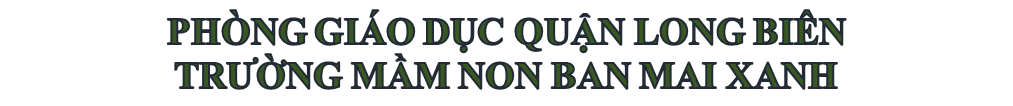 PHÒNG GIÁO DỤC QUẬN LONG BIÊN
TRƯỜNG MẦM NON BAN MAI XANH